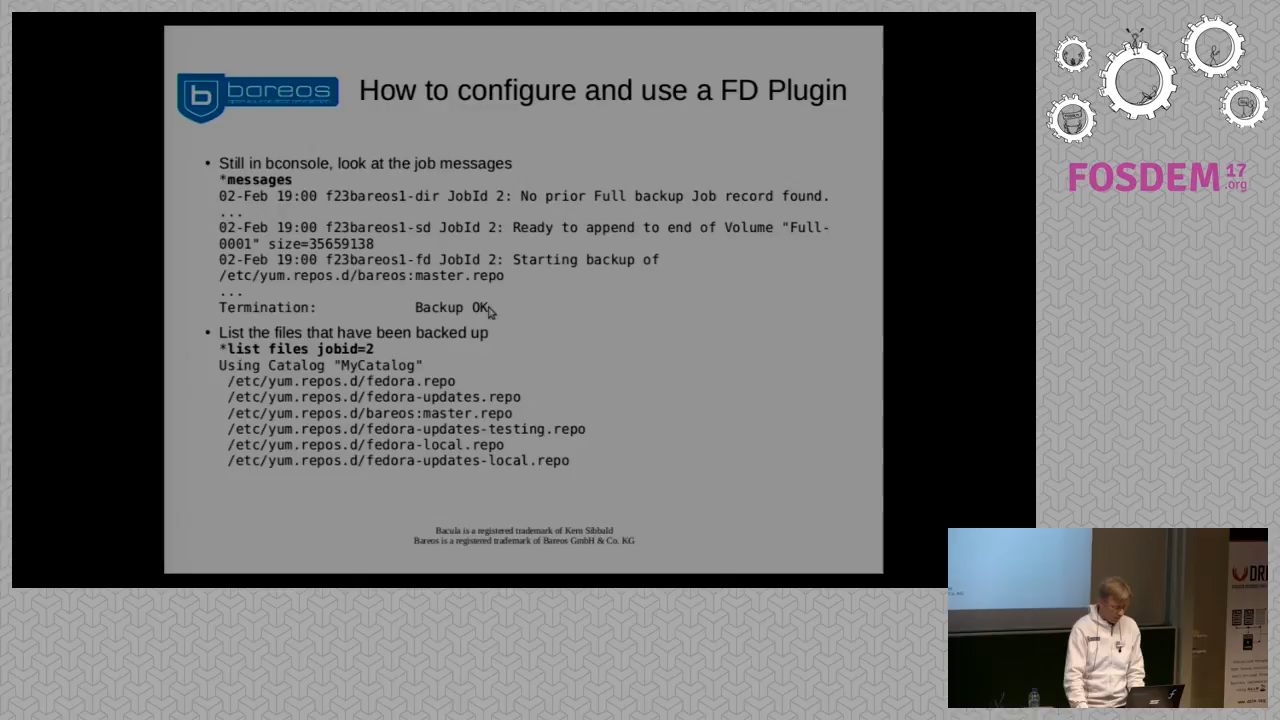 bareos
How to configure and use a FD Plugin
• Still in bconsole, look at the job messages
*messages
02-Feb 19:00 f23bareos1-dir JobId 2: No prior Full backup Job record found.
...
02-Feb 19:00 f23bareos1-sd JobId 2: Ready to append to end of Volume "Full-
0001" size=35659138
02-Feb 19:00 f23bareos1-fd JobId 2: Starting backup of
/etc/yum.repos.d/bareos:master.repo
...
Termination: Backup OK
• List the files that have been backed up
*list files jobid=2
Using Catalog "MyCatalog"
/etc/yum.repos.d/fedora.repo
/etc/yum.repos.d/fedora-updates.repo
/etc/yum.repos.d/bareos:master.repo
/etc/yum.repos.d/fedora-updates-testing.repo
/etc/yum.repos.d/fedora-local.repo
/etc/yum.repos.d/fedora-updates-local.repo
Bacula is a registered trademark of Kern Sibbald
Bareos is a registered trademark of Bareos GmbH & Co. KG
FOSDEM 17
.org